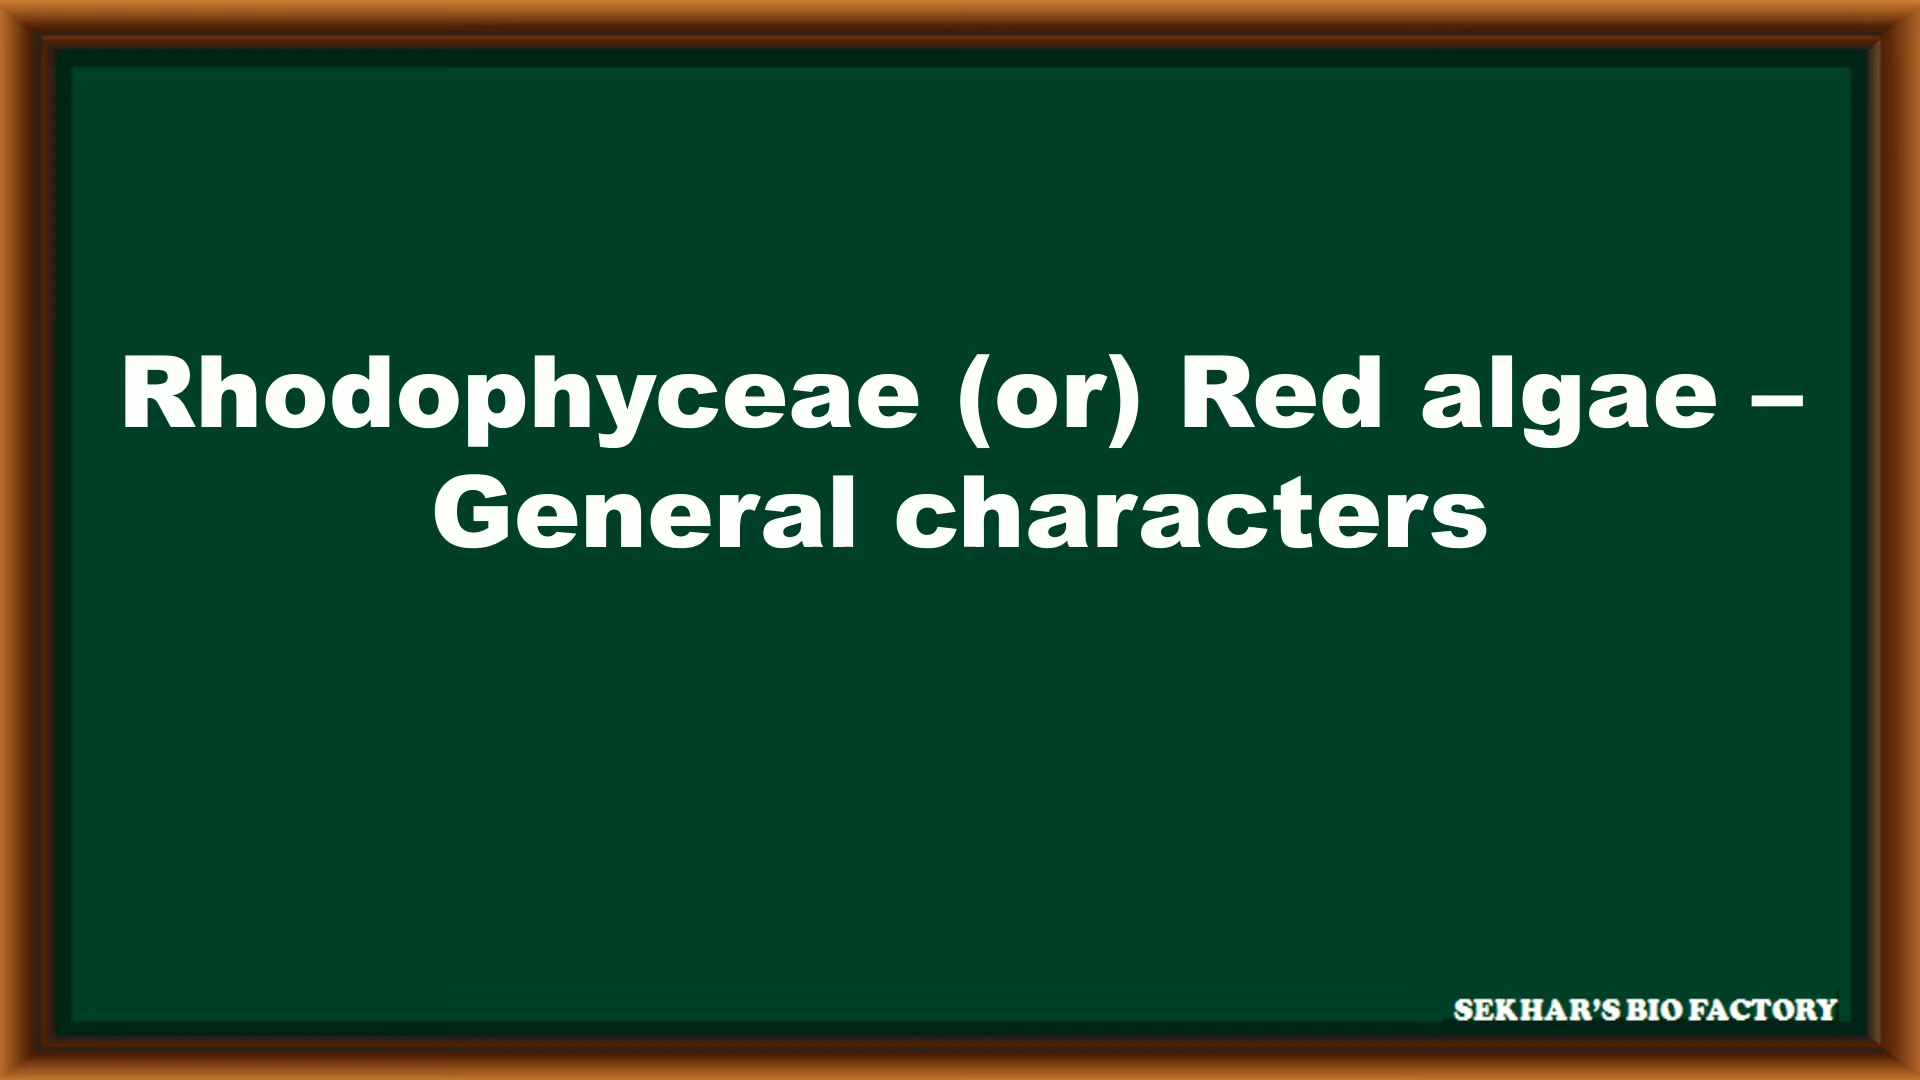 Rhodophyceae (or) Red algae –
General characters
SEKHAR'S BIO FACTORY